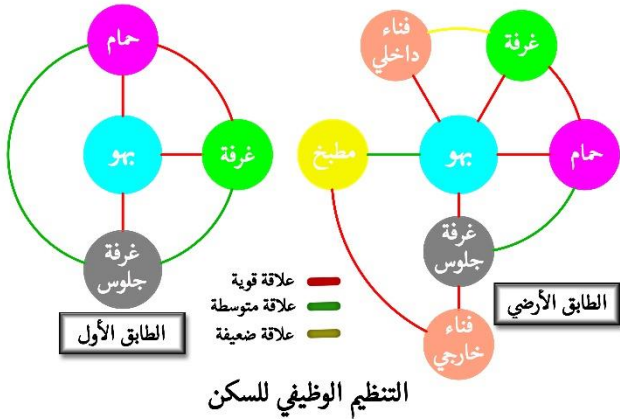 فناء
داخلي
غرفة
حمام
بهو
مطبخ
غرفة
جلوس
فناء
خارجي
الطابق الأرضي
حمام
بهو
غرفة
غرفة
جلوس
الطابق الأول
علاقة قوية
علاقة متوسطة
علاقة ضعيفة
التنظيم الوظيفي للسكن